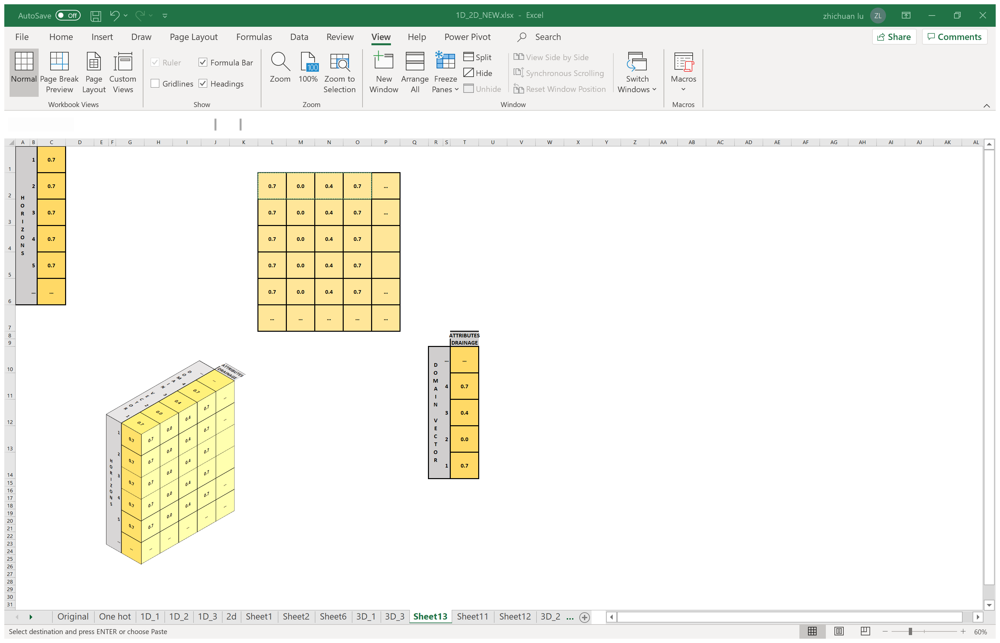 AutoSave Off 1D_2D_NEW.xlsx - Excel zhichuan lu ZL
File Home Insert Draw Page Layout Formulas Data Review View Help Power Pivot Search Share Comments
Normal Page Break Preview Page Layout Custom Views
Workbook Views
Ruler Formula Bar
Gridlines Headings
Show
Zoom 100% Zoom to Selection
Zoom
New Window Arrange All Freeze Panes
Split
Hide
Unhide
View Side by Side
Synchronous Scrolling
Reset Window Position
Switch Windows
Window
Macros
Macros
A B C D E F G H I J K L M N O P Q R S T U V W X Y Z AA AB AC AD AE AF AG AH AI AJ AK AL
1
2
3
4
5
6
7
8
9
10
11
12
13
14
15
16
17
18
19
20
21
22
23
24
25
26
27
28
29
30
31
HORIZONS
1 0.7
2 0.7
3 0.7
4 0.7
5 0.7
... ...
0.7 0.0 0.4 0.7 ...
0.7 0.0 0.4 0.7 ...
0.7 0.0 0.4 0.7
0.7 0.0 0.4 0.7
0.7 0.0 0.4 0.7 ...
... ... ... ... ...
ATTRIBUTES
DRAINAGE
DOMAIN VECTOR
... ...
4 0.7
3 0.4
2 0.0
1 0.7
ATTRIBUTES
DRAINAGE
DOMAIN VECTOR
1 2 3 4 ...
0.7 0.0 0.4 0.7 ...
HORIZONS
1 0.7 0.7 0.0 0.4 0.7 ...
2 0.7 0.7 0.0 0.4 0.7 ...
3 0.7 0.7 0.0 0.4 0.7
4 0.7 0.7 0.0 0.4 0.7
5 0.7 0.7 0.0 0.4 0.7 ...
... ... ... ... ... ... ...
Original One hot 1D_1 1D_2 1D_3 2d Sheet1 Sheet2 Sheet6 3D_1 3D_3 Sheet13 Sheet11 Sheet12 3D_2 ...
Select destination and press ENTER or choose Paste 60%